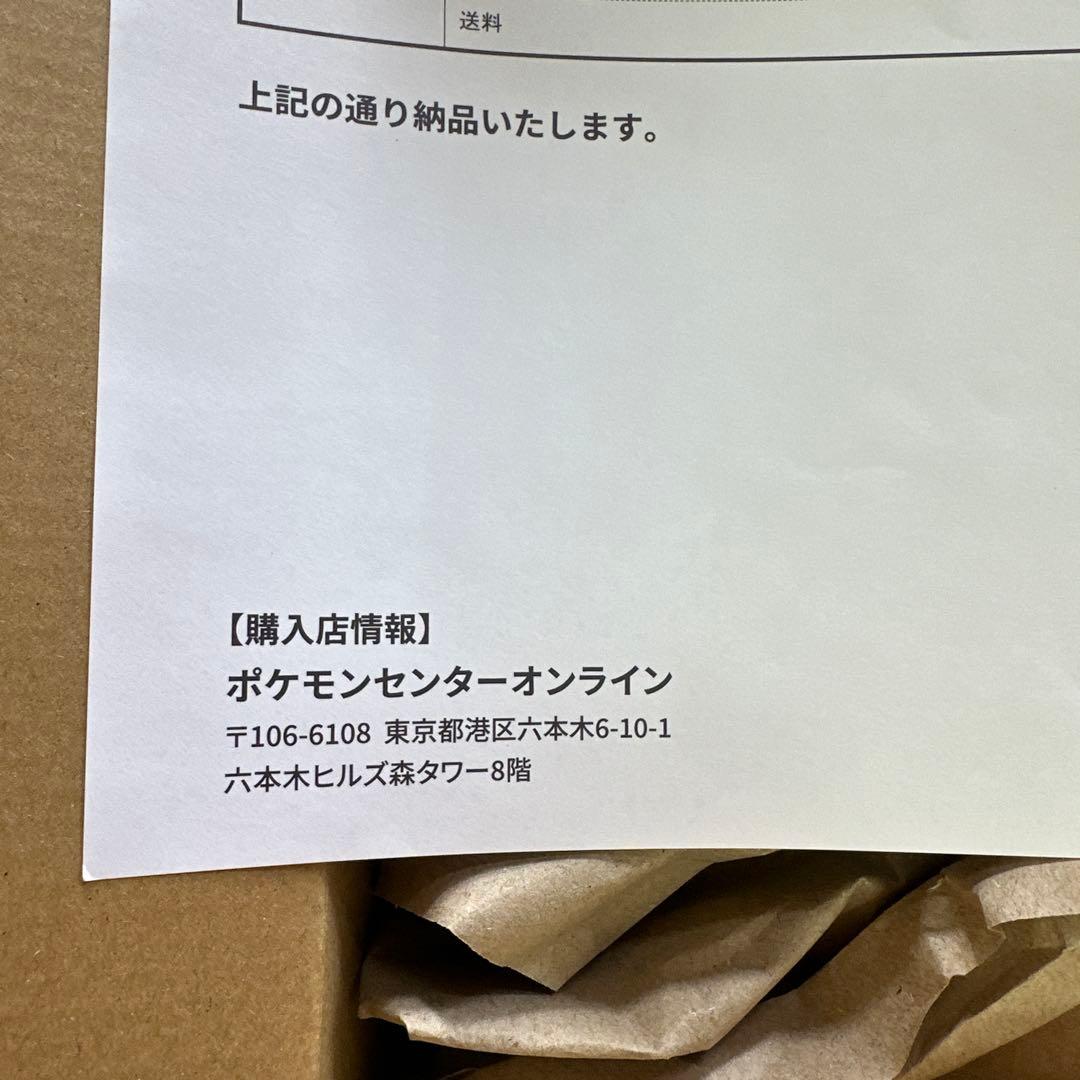 送料
上記の通り納品いたします。
【購入店情報】
ポケモンセンターオンライン
〒106-6108 東京都港区六本木6-10-1
六本木ヒルズ森タワー8階